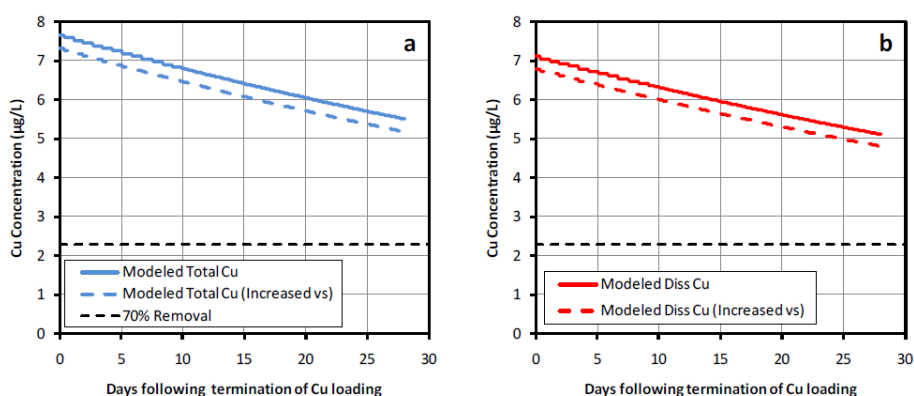 a
8
7
6
5
4
3
2
1
0
Cu Concentration (µg/L)
Modeled Total Cu
Modeled Total Cu (Increased vs)
70% Removal
0 5 10 15 20 25 30
Days following termination of Cu loading
b
8
7
6
5
4
3
2
1
0
Cu Concentration (µg/L)
Modeled Diss Cu
Modeled Diss Cu (Increased vs)
0 5 10 15 20 25 30
Days following termination of Cu loading